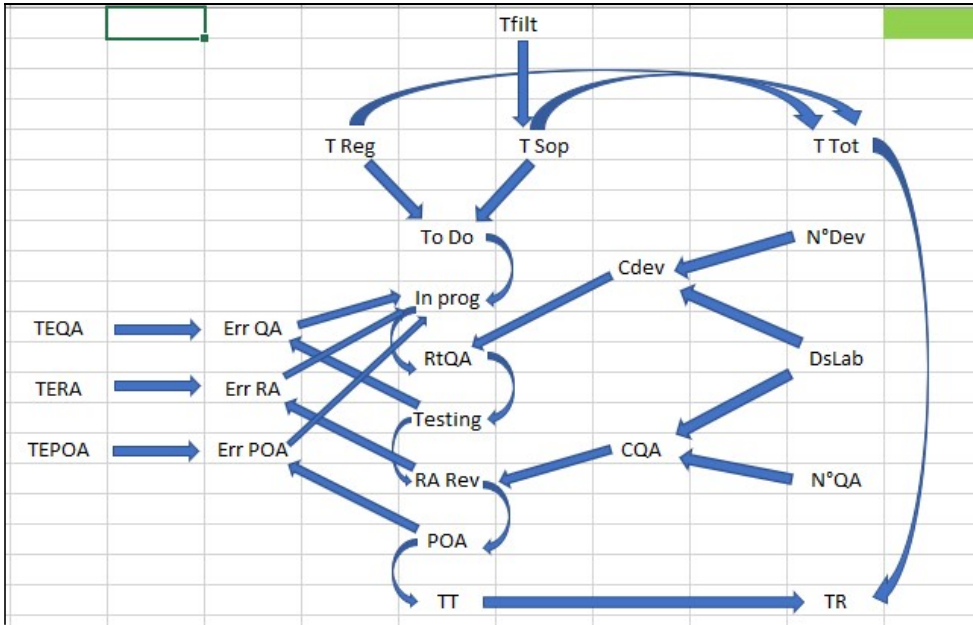 Tfilt
T Reg
T Sop
T Tot
To Do
N°Dev
Cdev
In prog
TEQA
Err QA
RtQA
DsLab
TERA
Err RA
Testing
TEPOA
Err POA
CQA
RA Rev
N°QA
POA
TT
TR